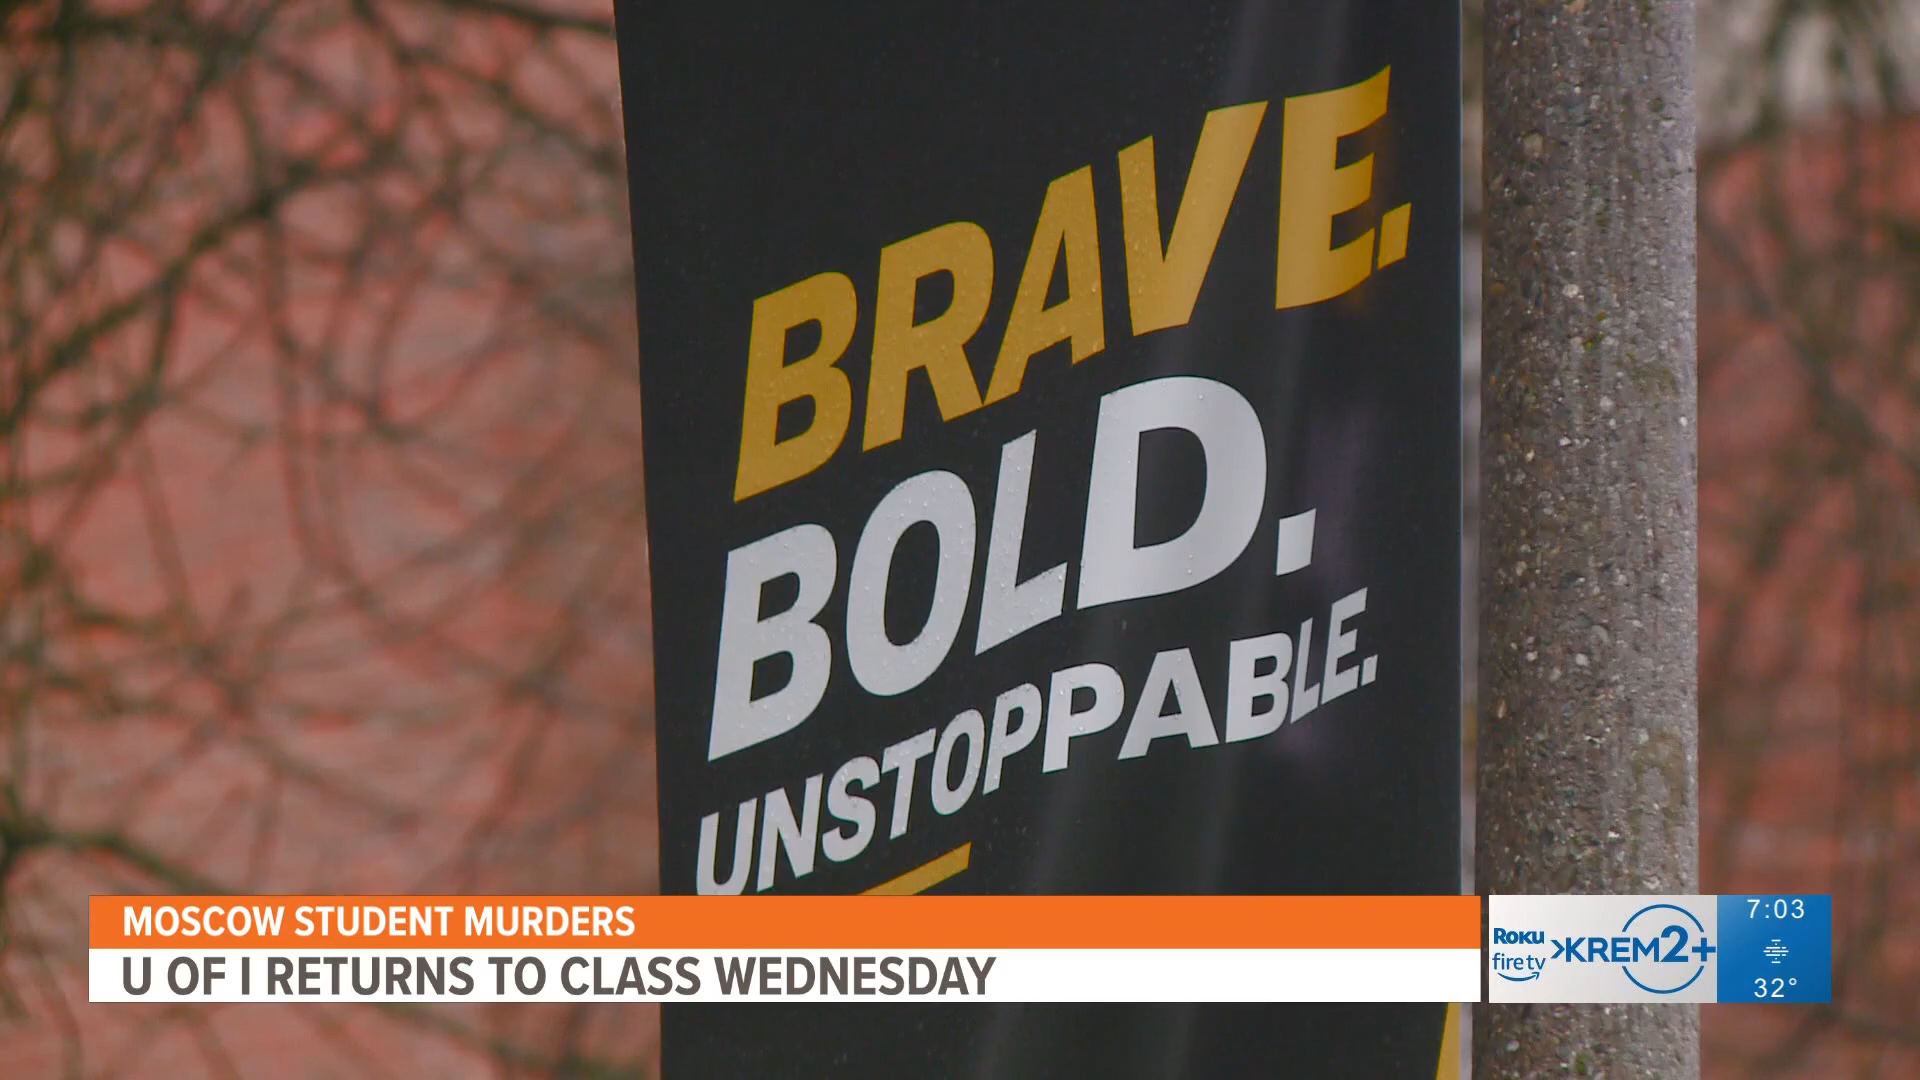 BRAVE.
BOLD.
UNSTOPPABLE.
MOSCOW STUDENT MURDERS
U OF I RETURNS TO CLASS WEDNESDAY
Roku
fire tv
KREM2+
7:03
32°